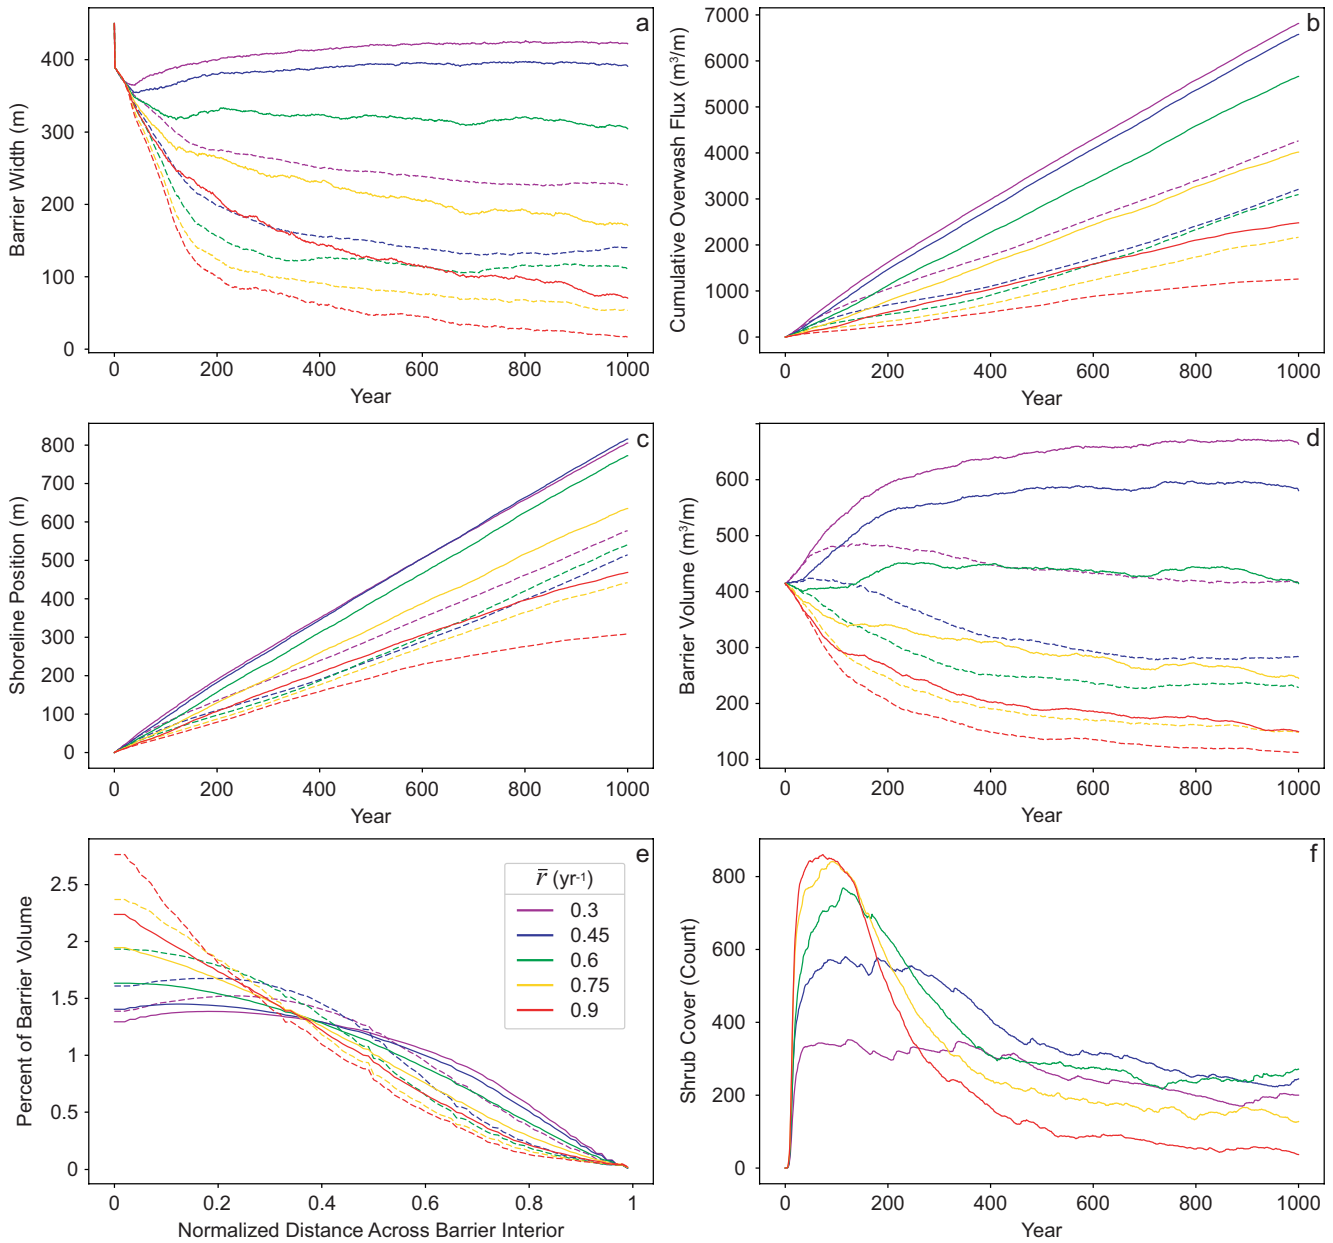 a
400
300
200
100
0
Barrier Width (m)
0 200 400 600 800 1000
Year
b
7000
6000
5000
4000
3000
2000
1000
0
Cumulative Overwash Flux (m³/m)
0 200 400 600 800 1000
Year
c
800
700
600
500
400
300
200
100
0
Shoreline Position (m)
0 200 400 600 800 1000
Year
d
600
500
400
300
200
100
Barrier Volume (m³/m)
0 200 400 600 800 1000
Year
e
2.5
2
1.5
1
0.5
0
Percent of Barrier Volume
r̄ (yr⁻¹)
0.3
0.45
0.6
0.75
0.9
0 0.2 0.4 0.6 0.8 1
Normalized Distance Across Barrier Interior
f
800
600
400
200
0
Shrub Cover (Count)
0 200 400 600 800 1000
Year